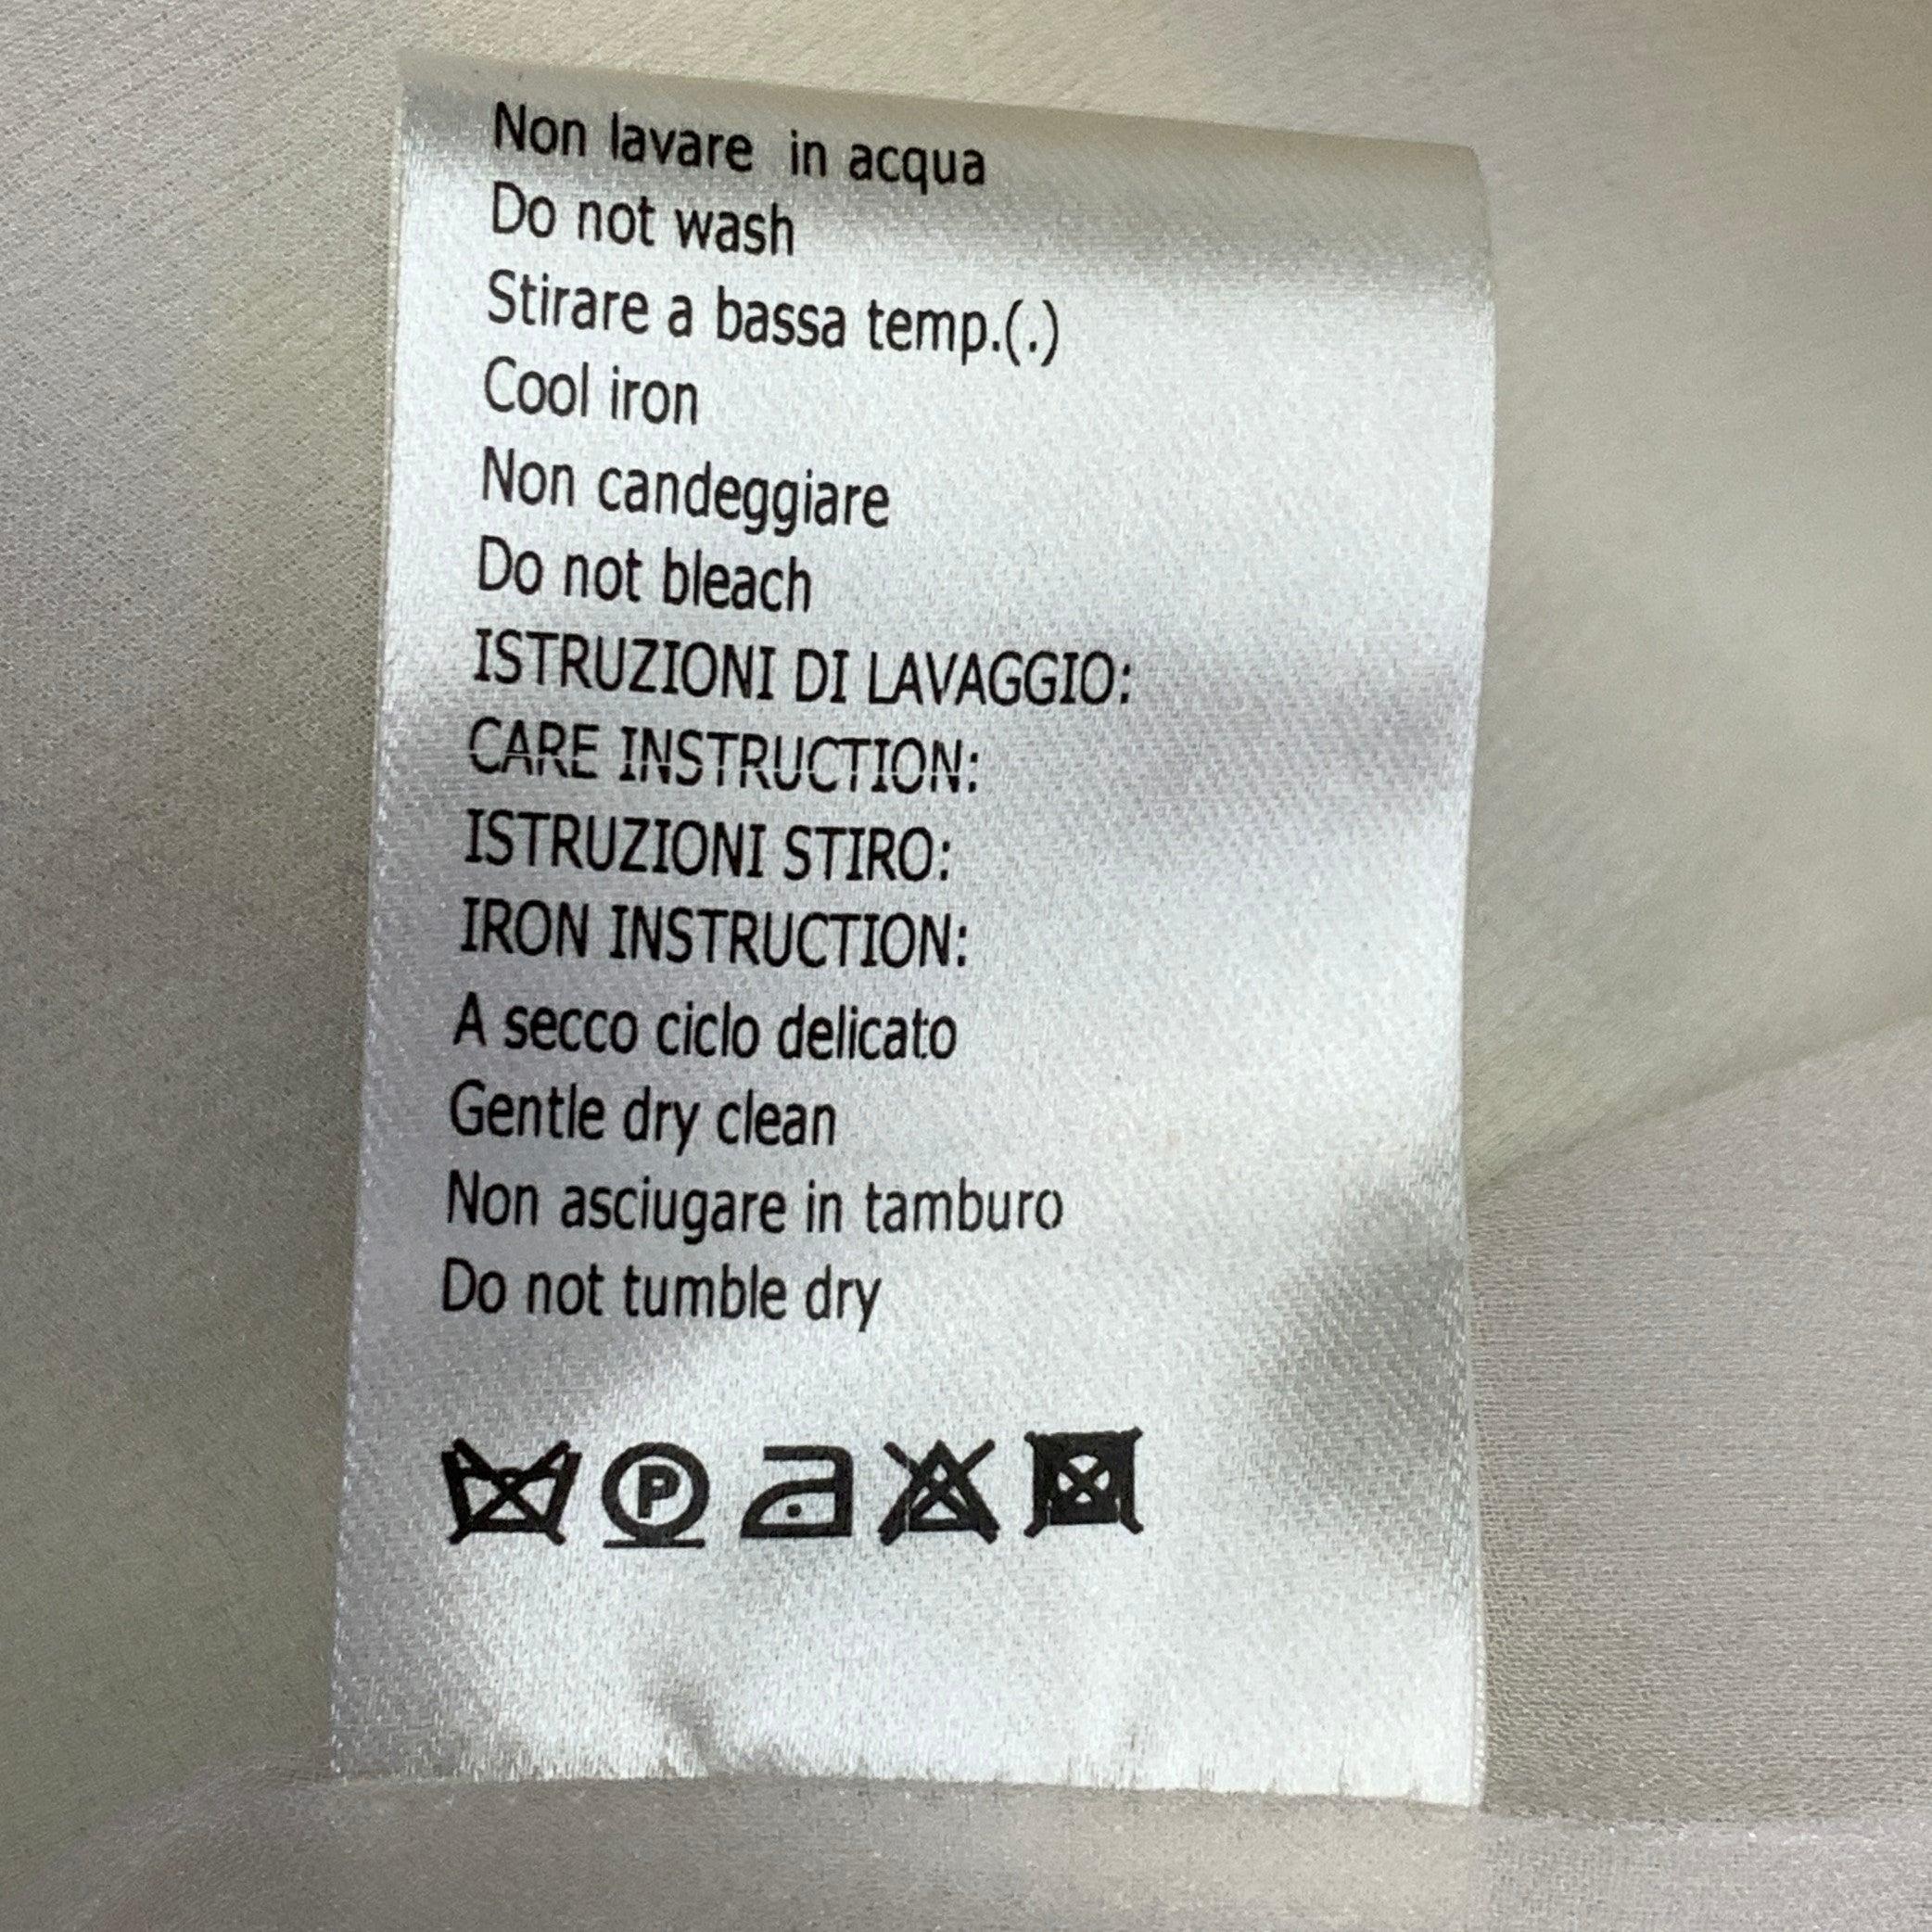 Non lavare in acqua
Do not wash
Stirare a bassa temp.(.)
Cool iron
Non candeggiare
Do not bleach
ISTRUZIONI DI LAVAGGIO:
CARE INSTRUCTION:
ISTRUZIONI STIRO:
IRON INSTRUCTION:
A secco ciclo delicato
Gentle dry clean
Non asciugare in tamburo
Do not tumble dry
P